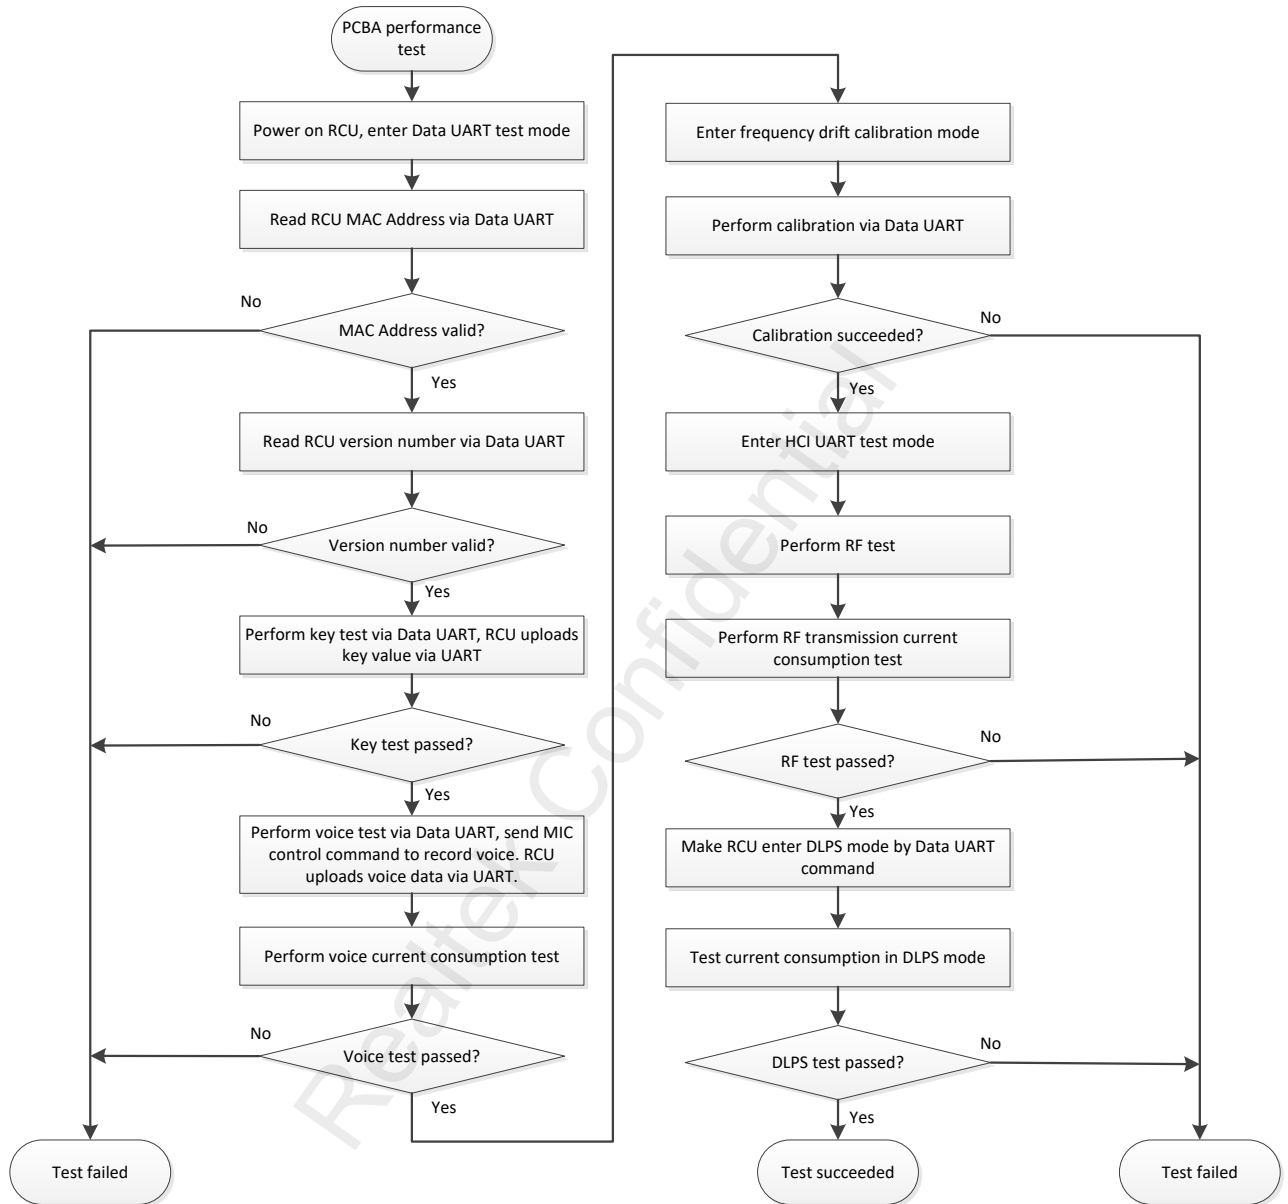 PCBA performance
test
Power on RCU, enter Data UART test mode
Read RCU MAC Address via Data UART
No
MAC Address valid?
Yes
Read RCU version number via Data UART
No
Version number valid?
Yes
Perform key test via Data UART, RCU uploads
key value via UART
No
Key test passed?
Yes
Perform voice test via Data UART, send MIC
control command to record voice. RCU
uploads voice data via UART.
Perform voice current consumption test
No
Voice test passed?
Yes
Test failed
Enter frequency drift calibration mode
Perform calibration via Data UART
Calibration succeeded?
No
Yes
Enter HCI UART test mode
Perform RF test
Perform RF transmission current
consumption test
RF test passed?
No
Yes
Make RCU enter DLPS mode by Data UART
command
Test current consumption in DLPS mode
DLPS test passed?
No
Yes
Test succeeded
Test failed
Realtek Confidential